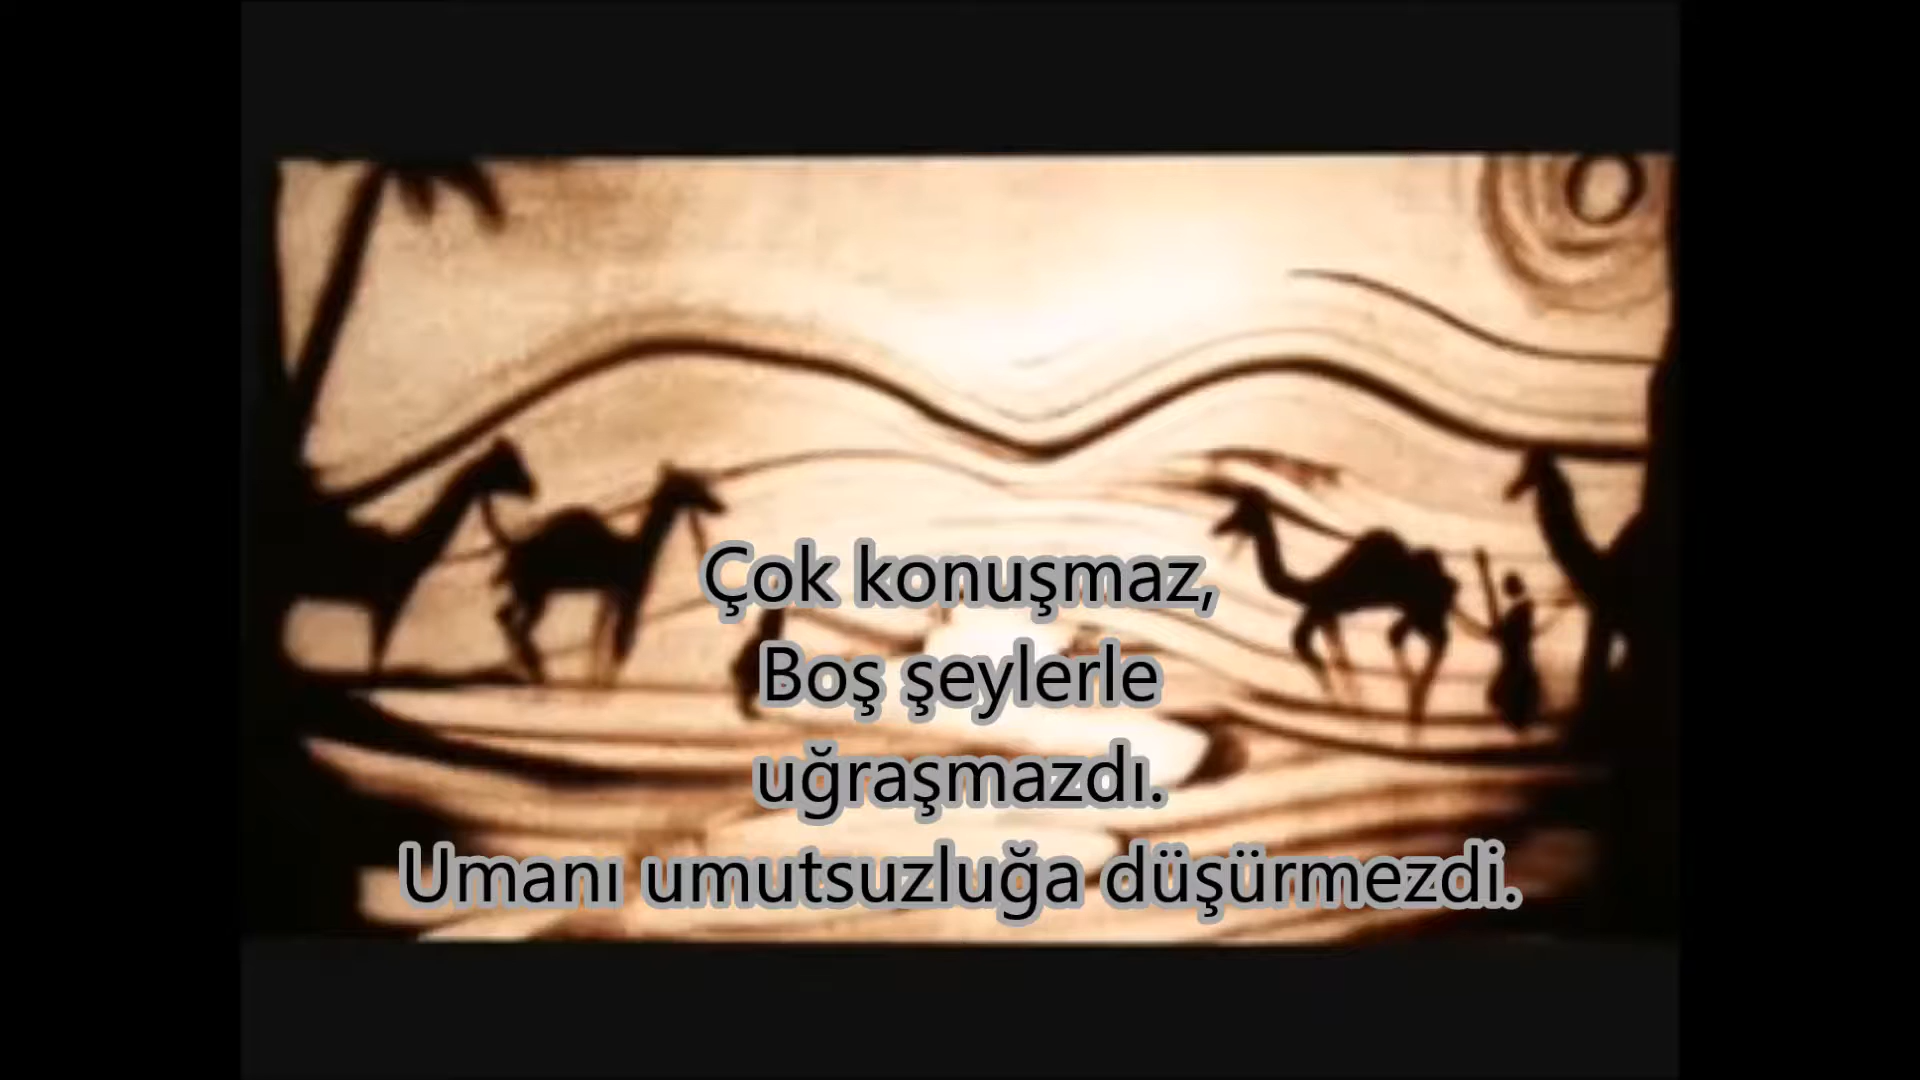 Çok konuşmaz,
Boş şeylerle
uğraşmazdı.
Umanı umutsuzluğa düşürmezdi.